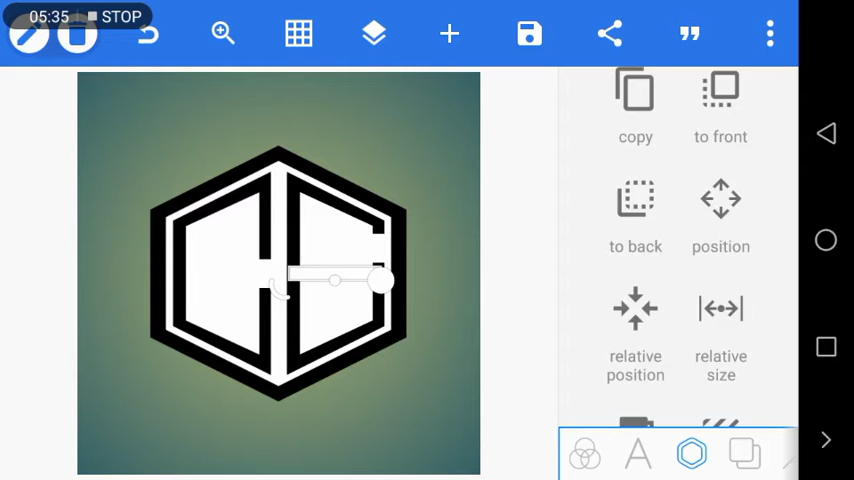 05:35 STOP
copy to front
to back position
relative position relative size